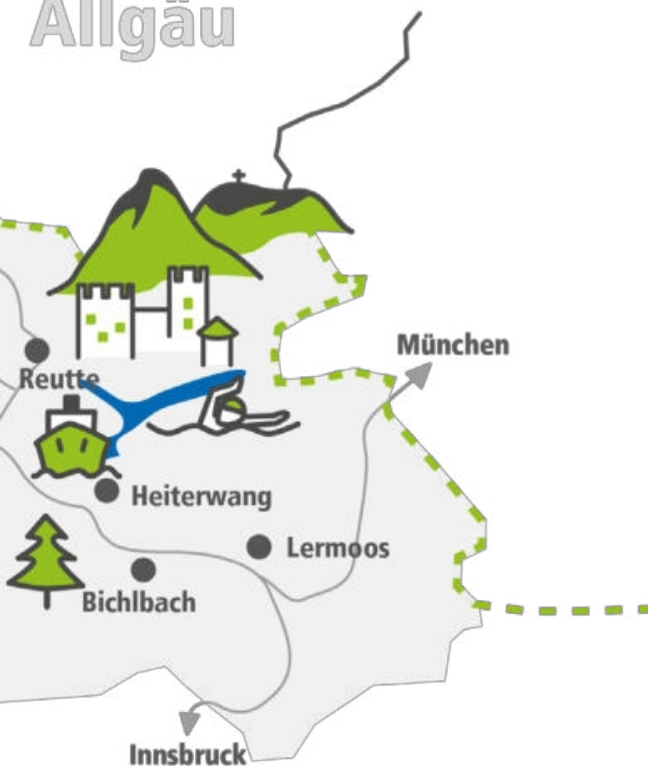 Allgäu
München
Reutte
Heiterwang
Lermoos
Bichlbach
Innsbruck